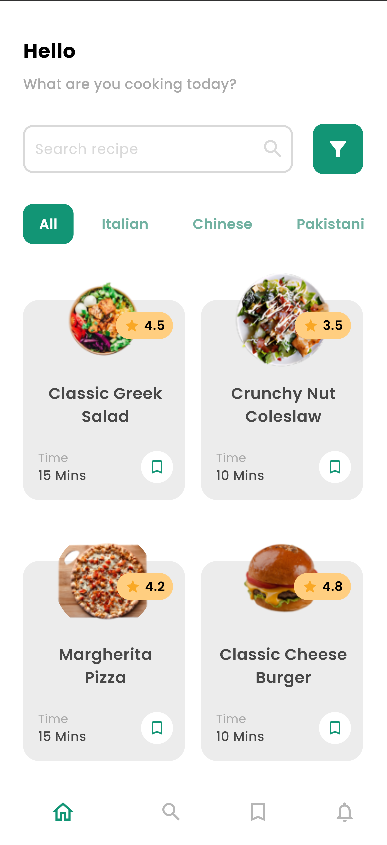 Hello
What are you cooking today?
Search recipe
All
Italian
Chinese
Pakistani
4.5
Classic Greek
Salad
Time
15 Mins
3.5
Crunchy Nut
Coleslaw
Time
10 Mins
4.2
Margherita
Pizza
Time
15 Mins
4.8
Classic Cheese
Burger
Time
10 Mins